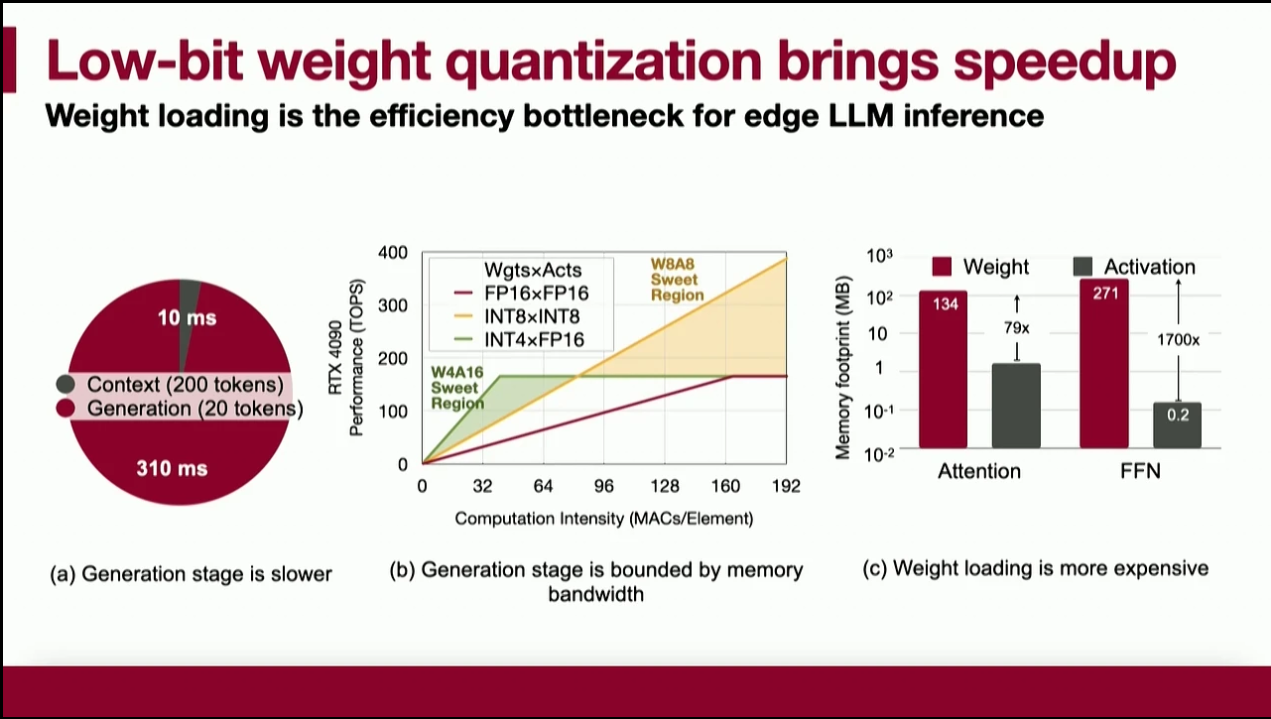 Low-bit weight quantization brings speedup
Weight loading is the efficiency bottleneck for edge LLM inference
10 ms
Context (200 tokens)
Generation (20 tokens)
310 ms
(a) Generation stage is slower
RTX 4090
Performance (TOPS)
400
300
200
100
0
Wgts×Acts
FP16×FP16
INT8×INT8
INT4×FP16
W8A8
Sweet
Region
W4A16
Sweet
Region
0 32 64 96 128 160 192
Computation Intensity (MACs/Element)
(b) Generation stage is bounded by memory
bandwidth
Memory footprint (MB)
10³
10²
10
1
10⁻¹
10⁻²
Weight Activation
134
79x
271
1700x
0.2
Attention FFN
(c) Weight loading is more expensive